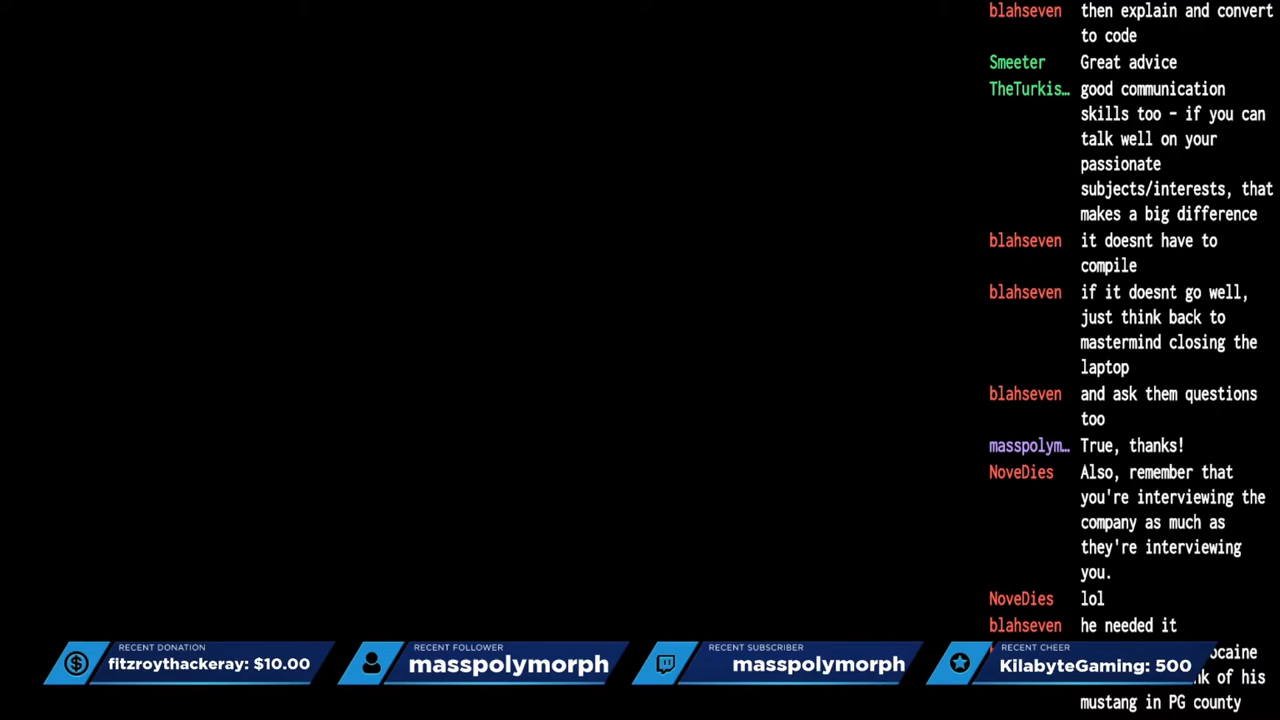 blahseven then explain and convert
to code
Smeeter Great advice
TheTurkis… good communication
skills too - if you can
talk well on your
passionate
subjects/interests, that
makes a big difference
blahseven it doesnt have to
compile
blahseven if it doesnt go well,
just think back to
mastermind closing the
laptop
blahseven and ask them questions
too
masspolym… True, thanks!
NoveDies Also, remember that
you're interviewing the
company as much as
they're interviewing
you.
NoveDies lol
blahseven he needed it
of his
mustang in PG county
RECENT DONATION
fitzroythackeray: $10.00
RECENT FOLLOWER
masspolymorph
RECENT SUBSCRIBER
masspolymorph
RECENT CHEER
KilabyteGaming: 500